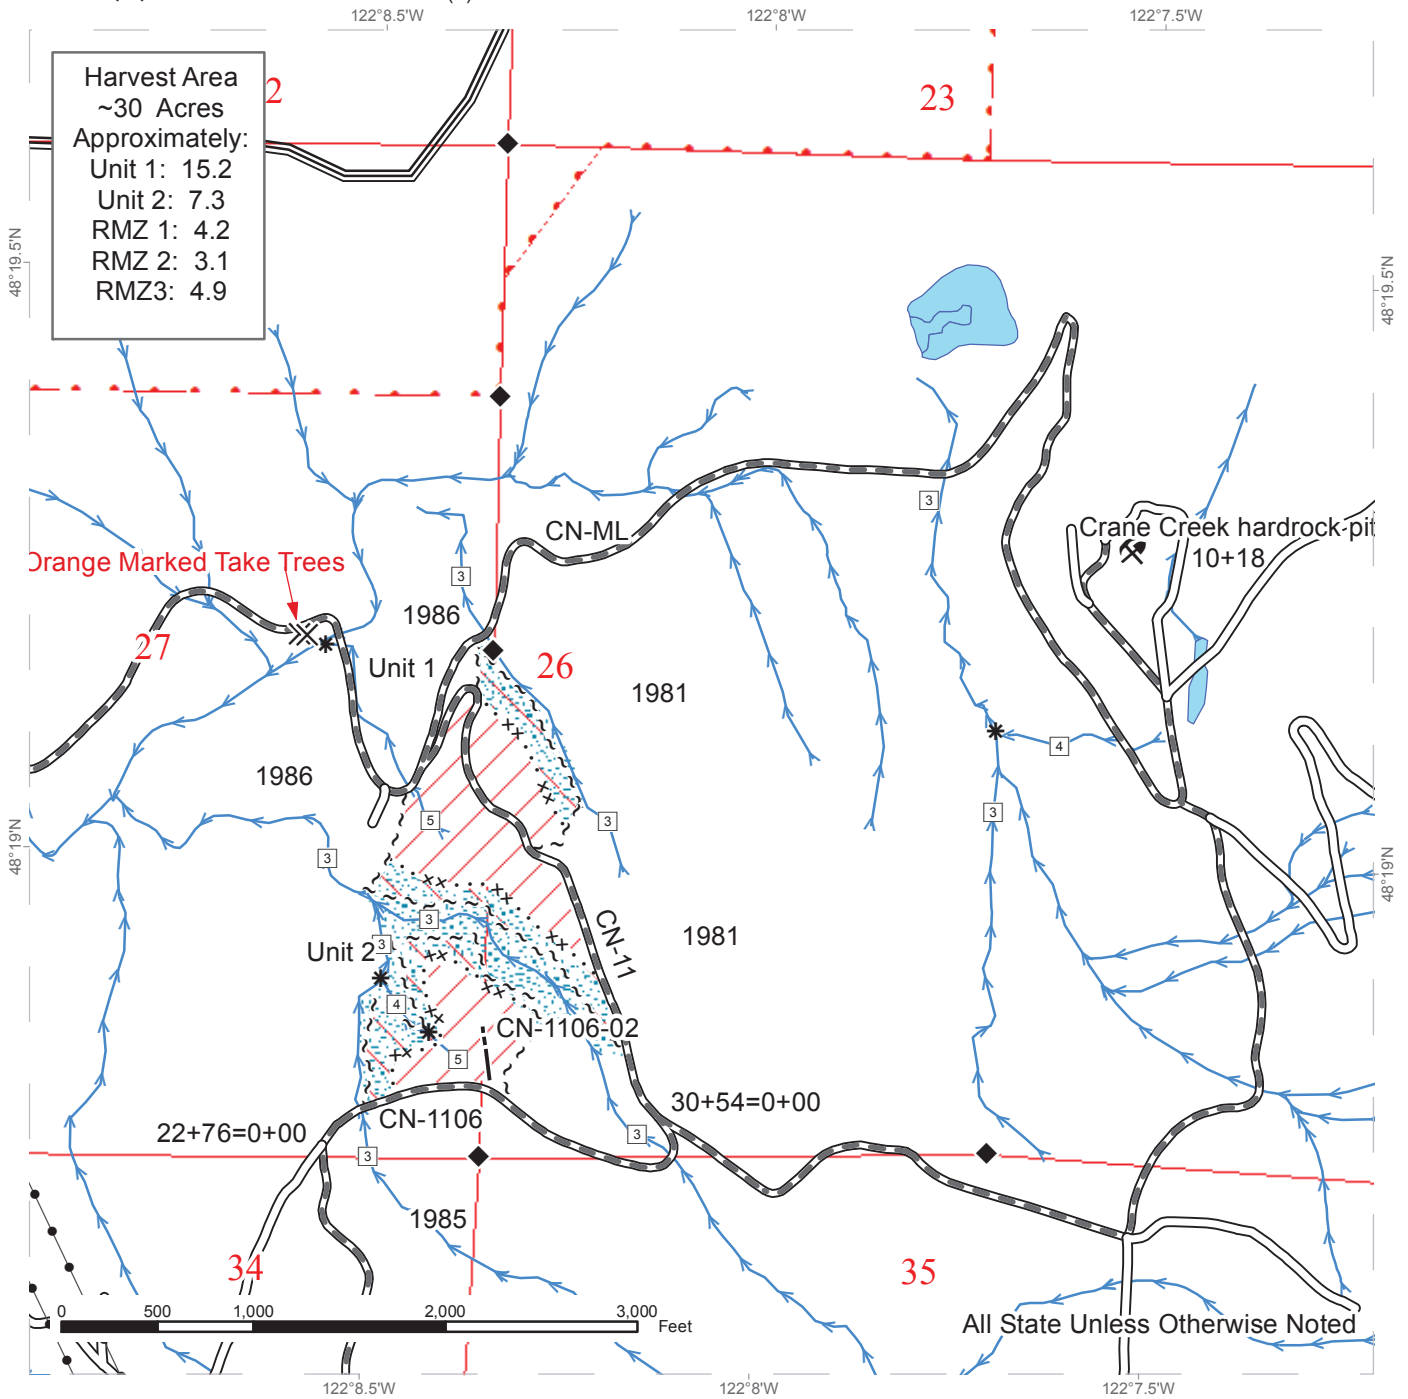 122°8.5'W
122°8'W
122°7.5'W
Harvest Area
~30 Acres
Approximately:
Unit 1: 15.2
Unit 2: 7.3
RMZ 1: 4.2
RMZ 2: 3.1
RMZ3: 4.9
2
23
48°19.5'N
48°19.5'N
3
CN-ML
Crane Creek hardrock pit
10+18
Orange Marked Take Trees
3
1986
27
Unit 1
26
1981
4
1986
5
3
3
3
48°19'N
48°19'N
3
3
Unit 2
CN-11
1981
4
CN-1106-02
5
30+54=0+00
CN-1106
22+76=0+00
3
3
1985
34
35
0
500
1,000
2,000
3,000
Feet
All State Unless Otherwise Noted
122°8.5'W
122°8'W
122°7.5'W